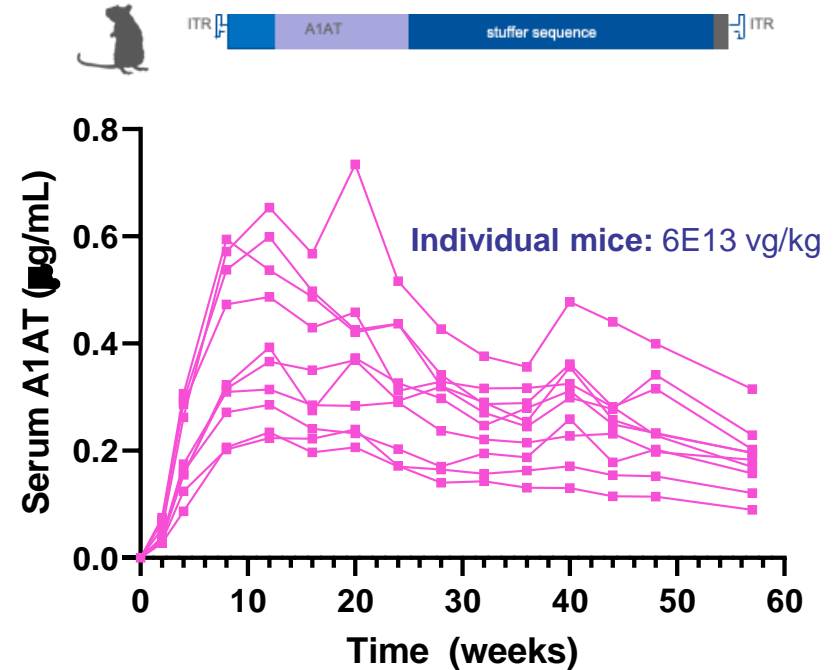 ITR A1AT stuffer sequence ITR
0.8
0.6
0.4
0.2
0.0
Serum A1AT (µg/mL)
Individual mice: 6E13 vg/kg
0 10 20 30 40 50 60
Time (weeks)